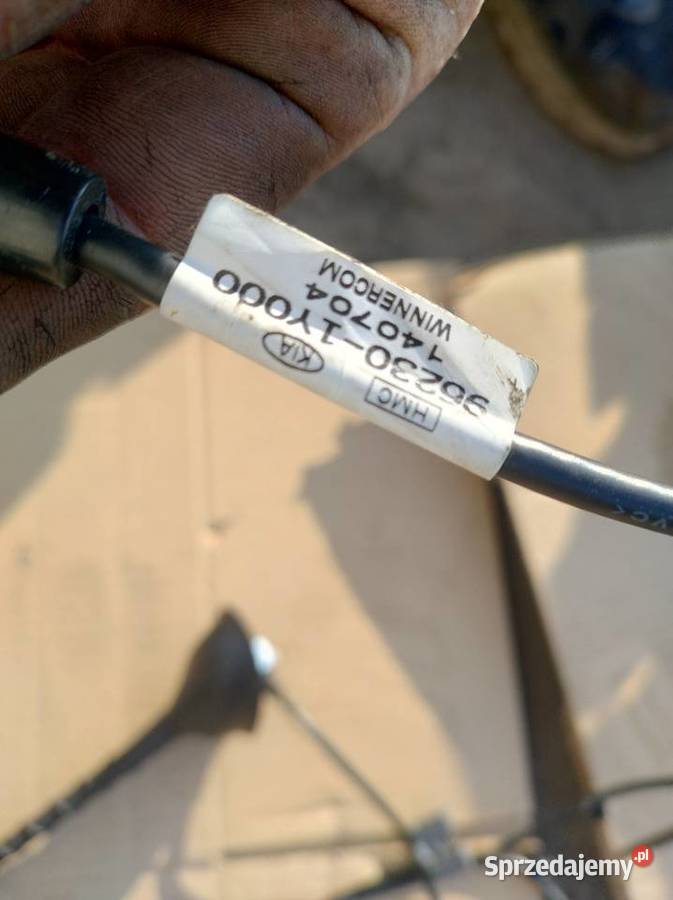 HMC KIA
96230-1Y000
140704
WINNERCOM
Sprzedajemy.pl